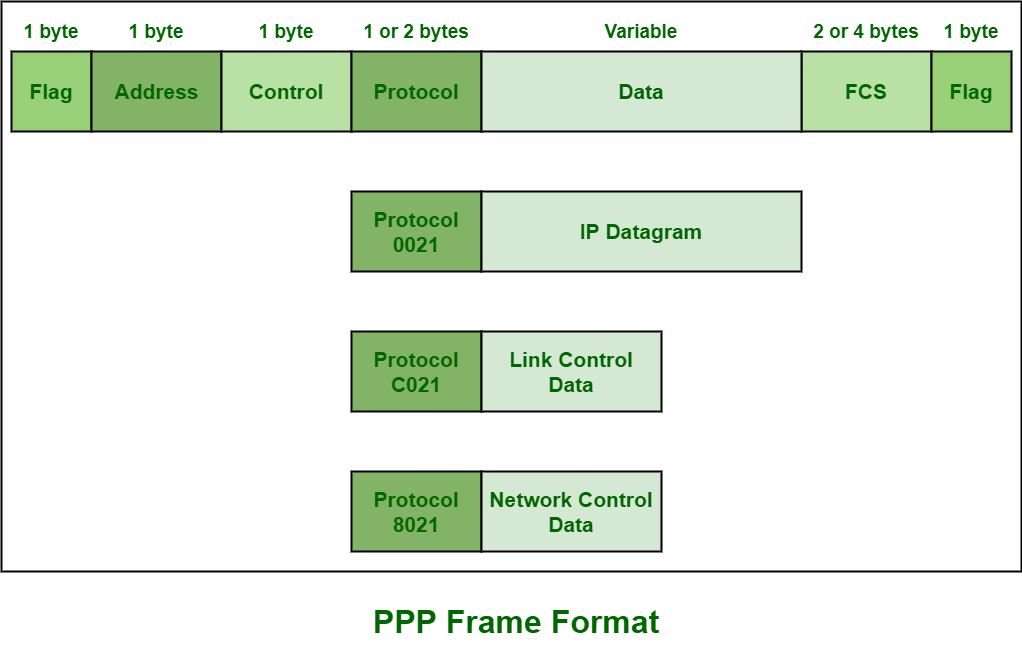 1 byte 1 byte 1 byte 1 or 2 bytes Variable 2 or 4 bytes 1 byte
Flag Address Control Protocol Data FCS Flag
Protocol
0021
IP Datagram
Protocol
C021
Link Control
Data
Protocol
8021
Network Control
Data
PPP Frame Format